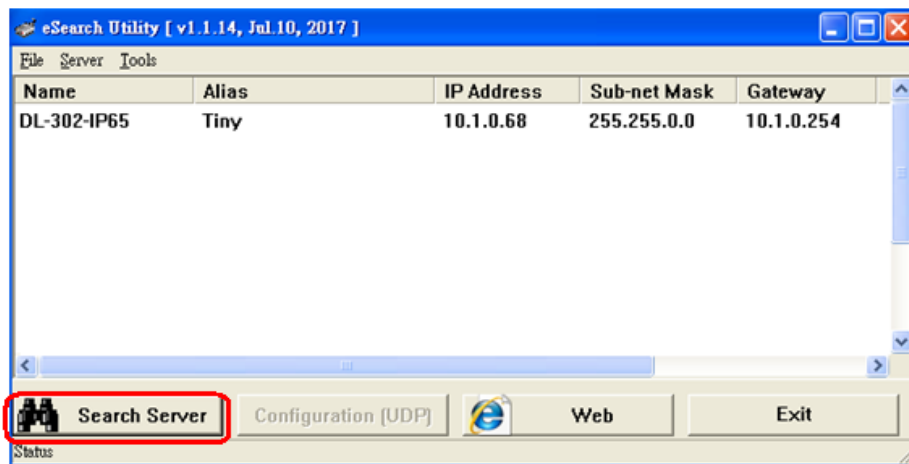 eSearch Utility [ v1.1.14, Jul.10, 2017 ]
File Server Tools
Name Alias IP Address Sub-net Mask Gateway
DL-302-IP65 Tiny 10.1.0.68 255.255.0.0 10.1.0.254
Search Server Configuration (UDP) Web Exit
Status